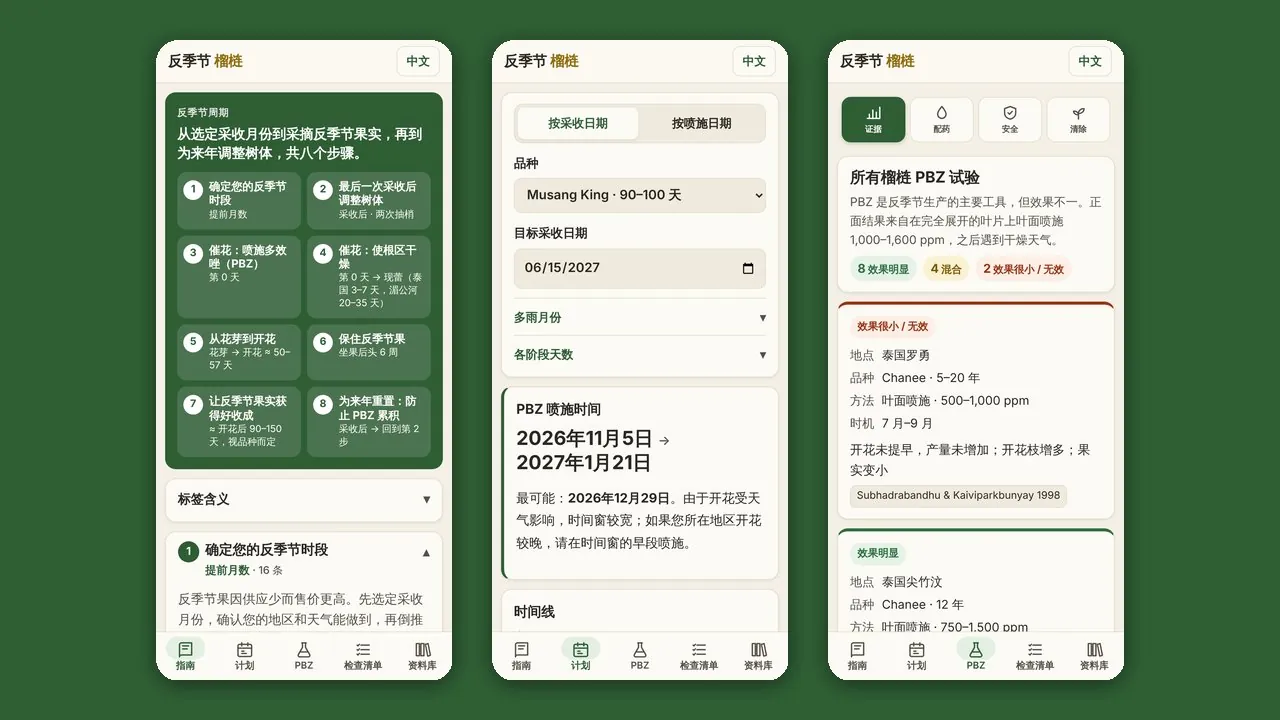 反季节 榴梿
中文
反季节周期
从选定采收月份到采摘反季节果实，再到
为来年调整树体，共八个步骤。
1
确定您的反季节
时段
提前月数
2
最后一次采收后
调整树体
采收后 · 两次抽梢
3
催花：喷施多效
唑（PBZ）
第 0 天
4
催花：使根区干
燥
第 0 天 → 现蕾（泰
国 3–7 天，湄公河
20–35 天）
5
从花芽到开花
花芽 → 开花 ≈ 50–
57 天
6
保住反季节果
坐果后头 6 周
7
让反季节果实获
得好收成
≈ 开花后 90–150
天，视品种而定
8
为来年重置：防
止 PBZ 累积
采收后 → 回到第 2
步
标签含义
▼
1
确定您的反季节时段
▲
提前月数 · 16 条
反季节果因供应少而售价更高。先选定采收
月份，确认您的地区和天气能做到，再倒推
指南
计划
PBZ
检查清单
资料库
反季节 榴梿
中文
按采收日期
按喷施日期
品种
Musang King · 90–100 天
目标采收日期
06/15/2027
多雨月份
▼
各阶段天数
▼
PBZ 喷施时间
2026年11月5日 →
2027年1月21日
最可能：2026年12月29日。由于开花受天
气影响，时间窗较宽；如果您所在地区开花
较晚，请在时间窗的早段喷施。
时间线
指南
计划
PBZ
检查清单
资料库
反季节 榴梿
中文
证据
配药
安全
清除
所有榴梿 PBZ 试验
PBZ 是反季节生产的主要工具，但效果不一。正
面结果来自在完全展开的叶片上叶面喷施
1,000–1,600 ppm，之后遇到干燥天气。
8 效果明显
4 混合
2 效果很小 / 无效
效果很小 / 无效
地点 泰国罗勇
品种 Chanee · 5–20 年
方法 叶面喷施 · 500–1,000 ppm
时机 7 月–9 月
开花未提早，产量未增加；开花枝增多；果
实变小
Subhadrabandhu & Kaiviparkbunyay 1998
效果明显
地点 泰国尖竹汶
品种 Chanee · 12 年
方法 叶面喷施 · 750–1,500 ppm
指南
计划
PBZ
检查清单
资料库